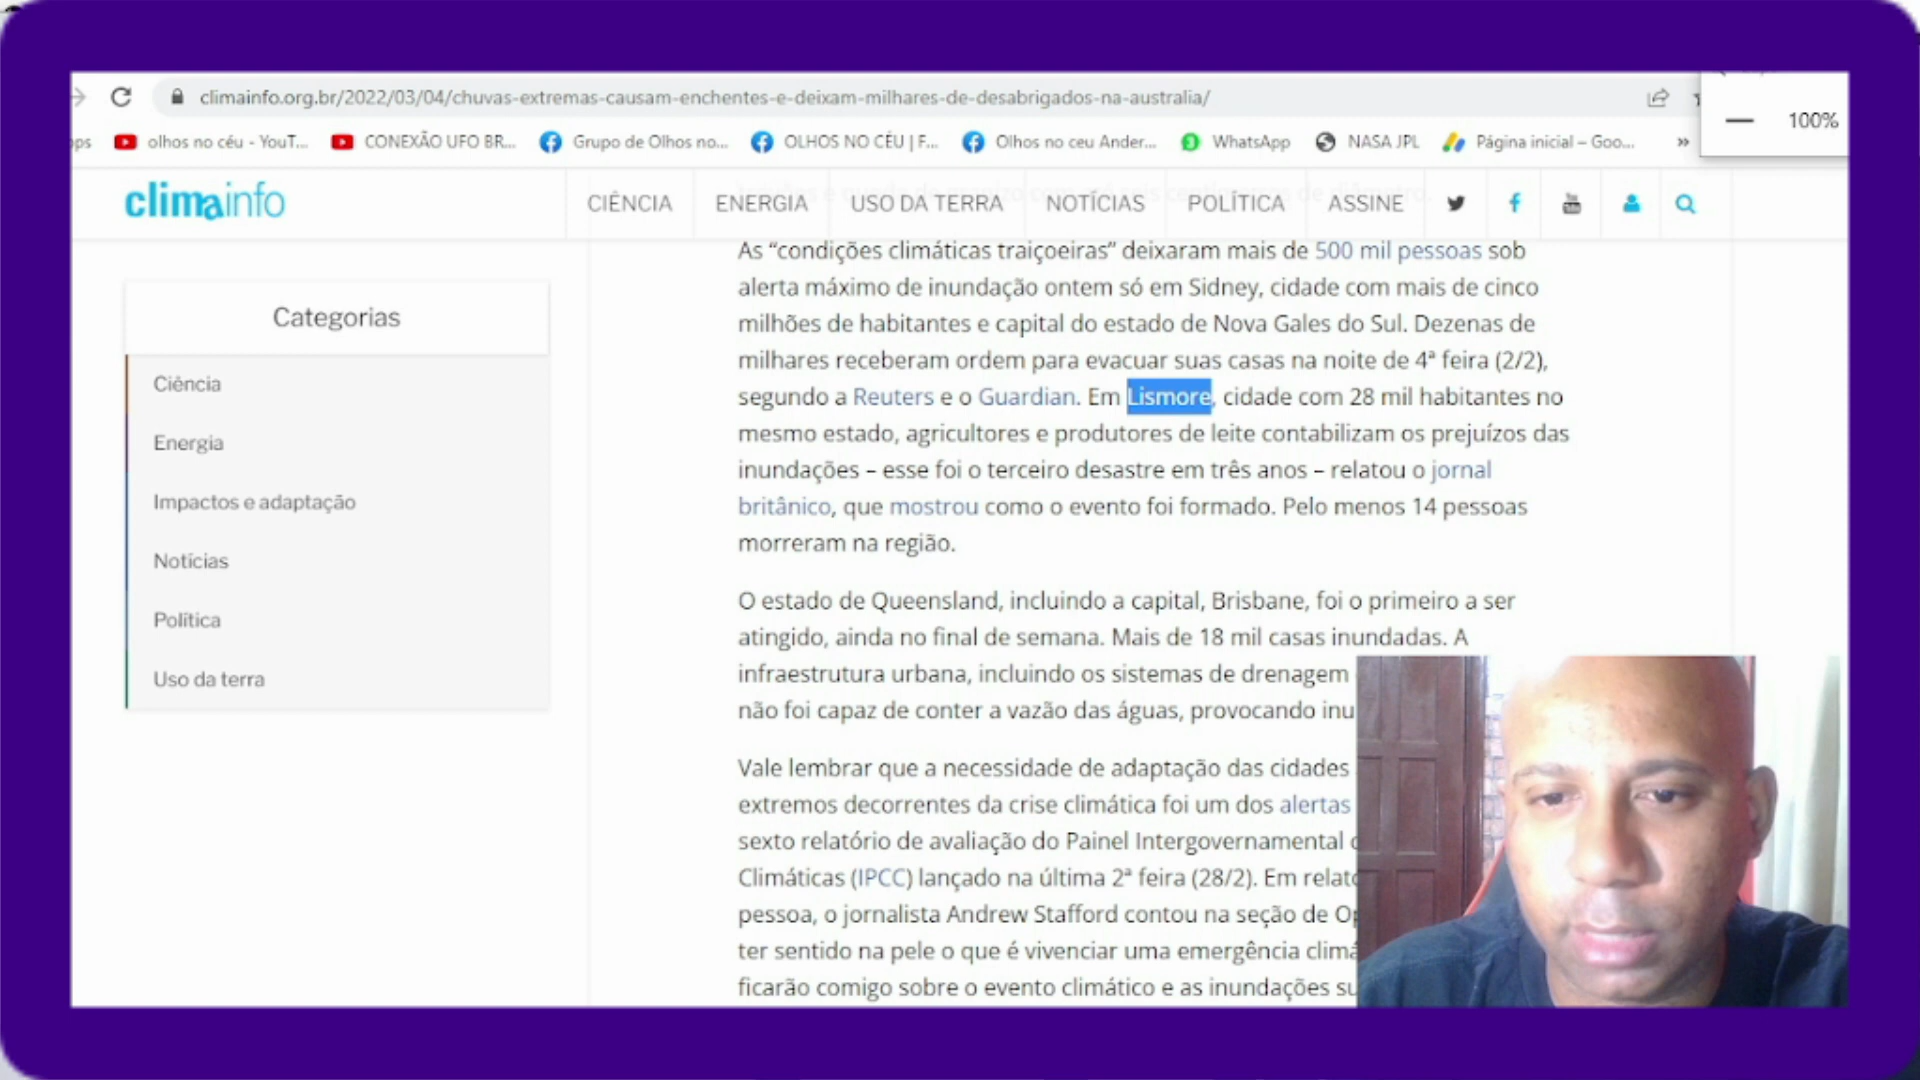 climainfo.org.br/2022/03/04/chuvas-extremas-causam-enchentes-e-deixam-milhares-de-desabrigados-na-australia/
100%
olhos no céu - YouT... CONEXÃO UFO BR... Grupo de Olhos no... OLHOS NO CÉU | F... Olhos no ceu Ander... WhatsApp NASA JPL Página inicial – Goo... »
climainfo CIÊNCIA ENERGIA USO DA TERRA NOTÍCIAS POLÍTICA ASSINE
Categorias
Ciência
Energia
Impactos e adaptação
Notícias
Política
Uso da terra
As “condições climáticas traiçoeiras” deixaram mais de 500 mil pessoas sob
alerta máximo de inundação ontem só em Sidney, cidade com mais de cinco
milhões de habitantes e capital do estado de Nova Gales do Sul. Dezenas de
milhares receberam ordem para evacuar suas casas na noite de 4ª feira (2/2),
segundo a Reuters e o Guardian. Em Lismore, cidade com 28 mil habitantes no
mesmo estado, agricultores e produtores de leite contabilizam os prejuízos das
inundações – esse foi o terceiro desastre em três anos – relatou o jornal
britânico, que mostrou como o evento foi formado. Pelo menos 14 pessoas
morreram na região.
O estado de Queensland, incluindo a capital, Brisbane, foi o primeiro a ser
atingido, ainda no final de semana. Mais de 18 mil casas inundadas. A
infraestrutura urbana, incluindo os sistemas de drenagem
não foi capaz de conter a vazão das águas, provocando inu
Vale lembrar que a necessidade de adaptação das cidades
extremos decorrentes da crise climática foi um dos alertas
sexto relatório de avaliação do Painel Intergovernamental
Climáticas (IPCC) lançado na última 2ª feira (28/2). Em relato
pessoa, o jornalista Andrew Stafford contou na seção de Op
ter sentido na pele o que é vivenciar uma emergência climá
ficarão comigo sobre o evento climático e as inundações su